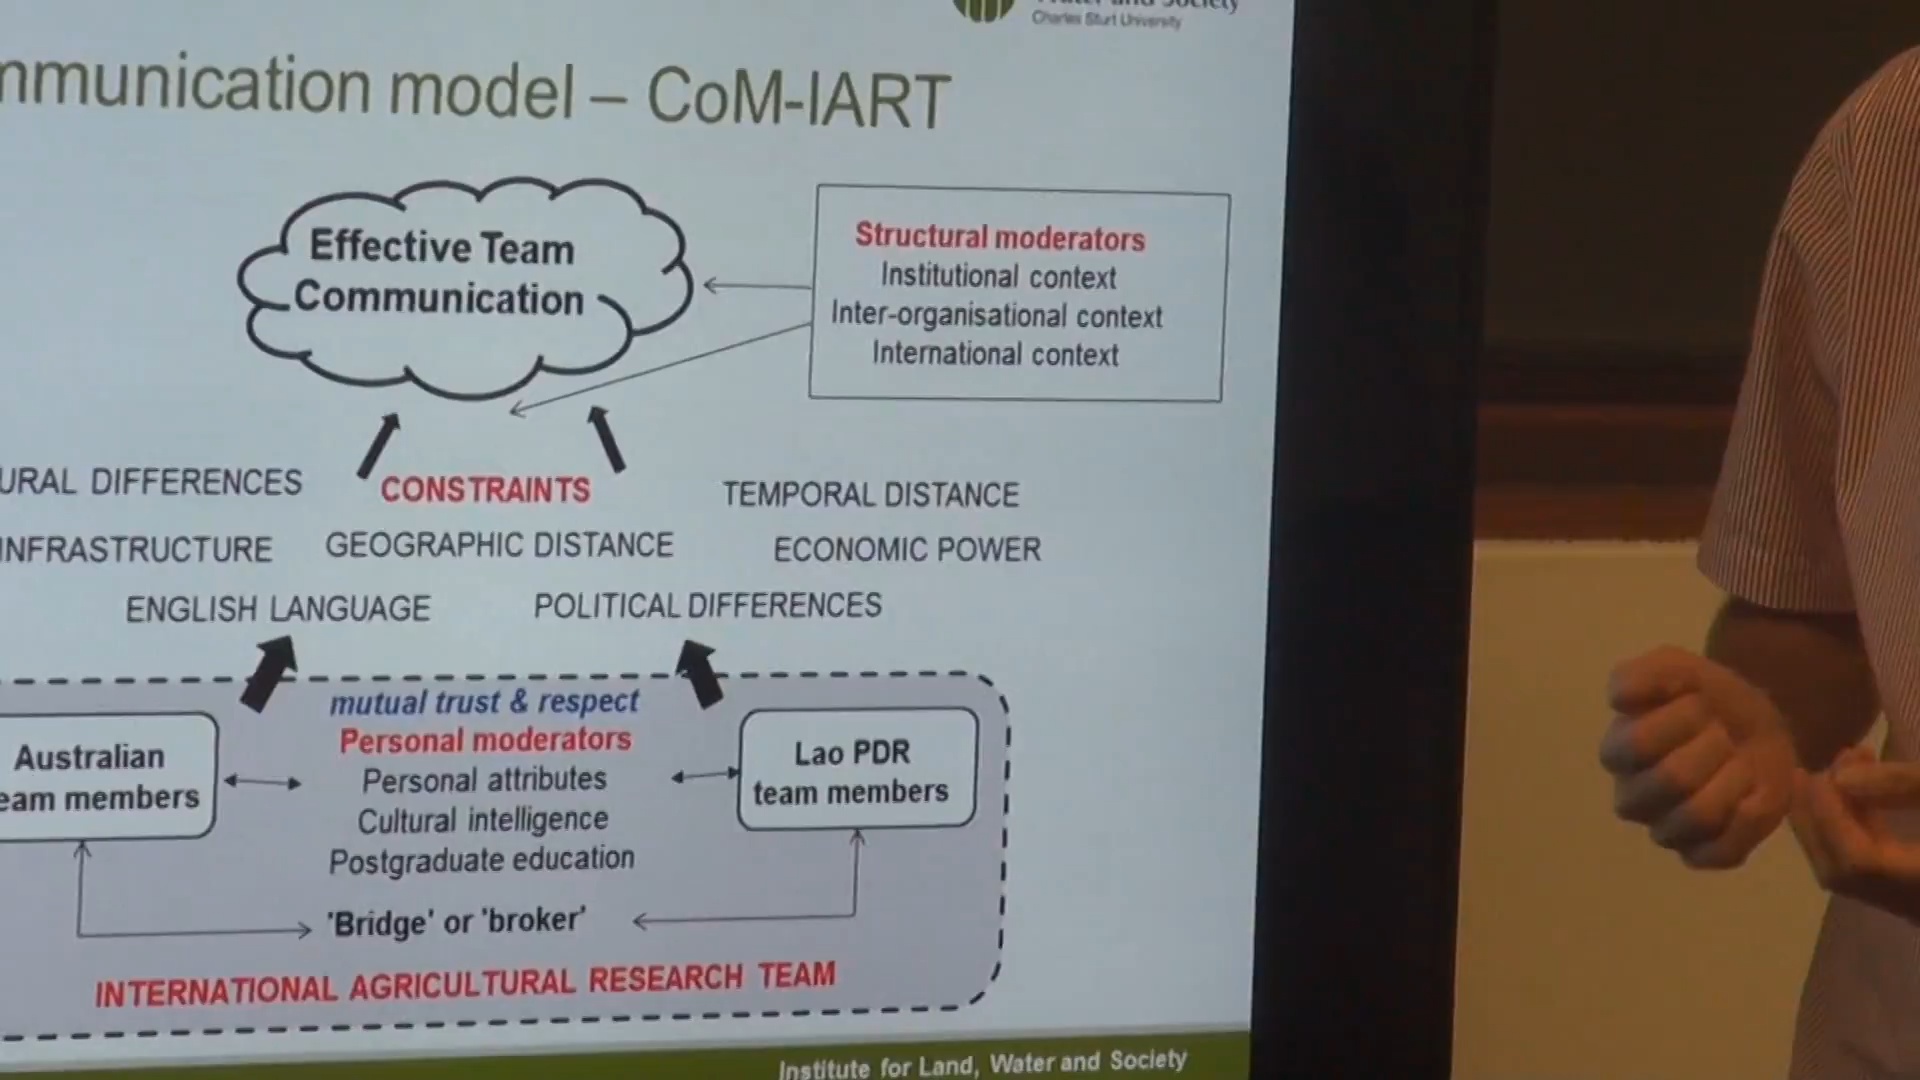 Charles Sturt University
mmunication model – CoM-IART
Effective Team
Communication
Structural moderators
Institutional context
Inter-organisational context
International context
URAL DIFFERENCES
CONSTRAINTS
TEMPORAL DISTANCE
INFRASTRUCTURE
GEOGRAPHIC DISTANCE
ECONOMIC POWER
ENGLISH LANGUAGE
POLITICAL DIFFERENCES
mutual trust & respect
Personal moderators
Personal attributes
Cultural intelligence
Postgraduate education
Australian
eam members
Lao PDR
team members
'Bridge' or 'broker'
INTERNATIONAL AGRICULTURAL RESEARCH TEAM
Institute for Land, Water and Society